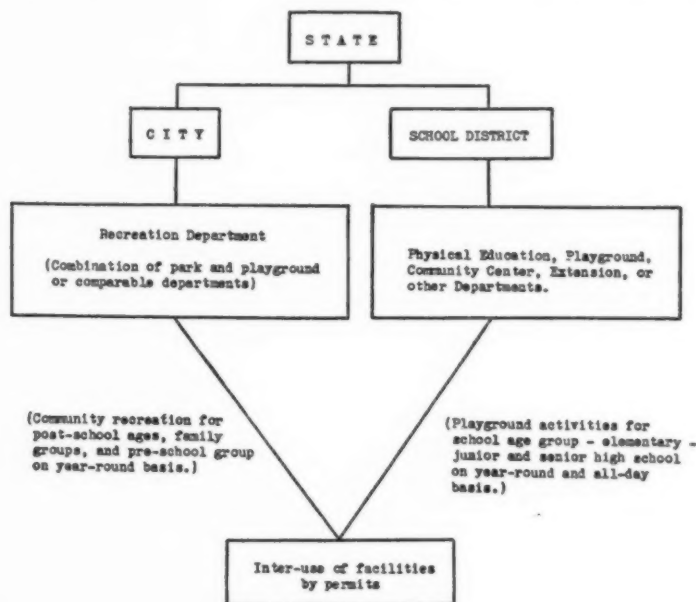 S T A T E
C I T Y
SCHOOL DISTRICT
Recreation Department
(Combination of park and playground
or comparable departments)
Physical Education, Playground,
Community Center, Extension, or
other Departments.
(Community recreation for
post-school ages, family
groups, and pre-school group
on year-round basis.)
(Playground activities for
school age group - elementary -
junior and senior high school
on year-round and all-day
basis.)
Inter-use of facilities
by permits